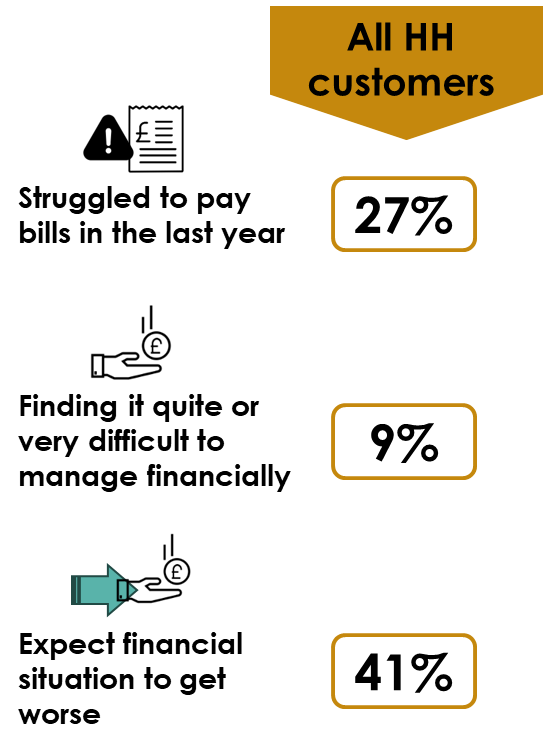 All HH
customers
£
Struggled to pay
bills in the last year
27%
£
Finding it quite or
very difficult to
manage financially
9%
£
Expect financial
situation to get
worse
41%